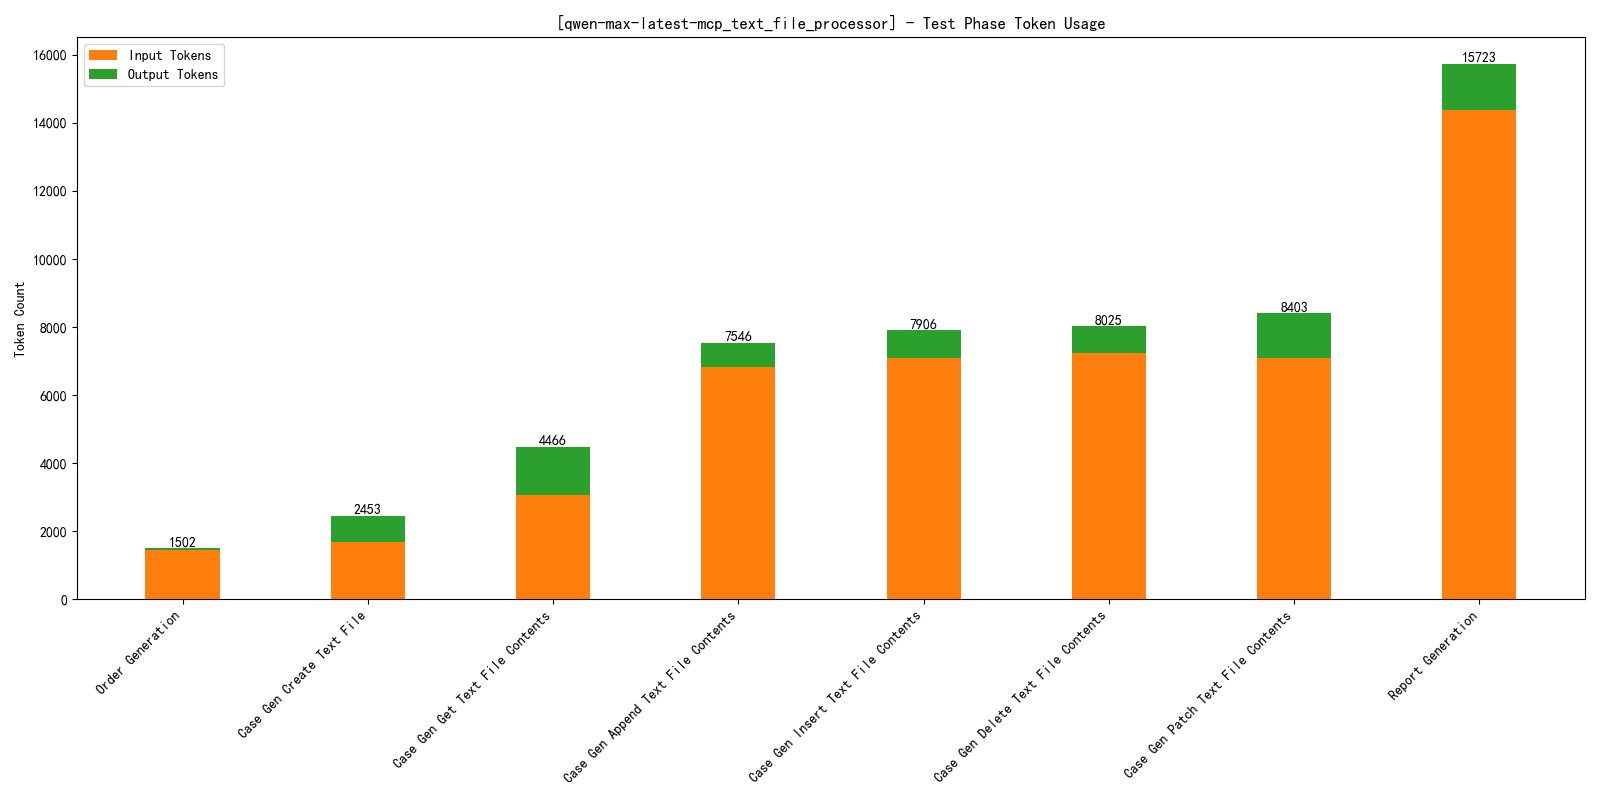 [qwen-max-latest-mcp_text_file_processor] - Test Phase Token Usage
Input Tokens
Output Tokens
Token Count
16000
14000
12000
10000
8000
6000
4000
2000
0
1502
2453
4466
7546
7906
8025
8403
15723
Order Generation
Case Gen Create Text File
Case Gen Get Text File Contents
Case Gen Append Text File Contents
Case Gen Insert Text File Contents
Case Gen Delete Text File Contents
Case Gen Patch Text File Contents
Report Generation